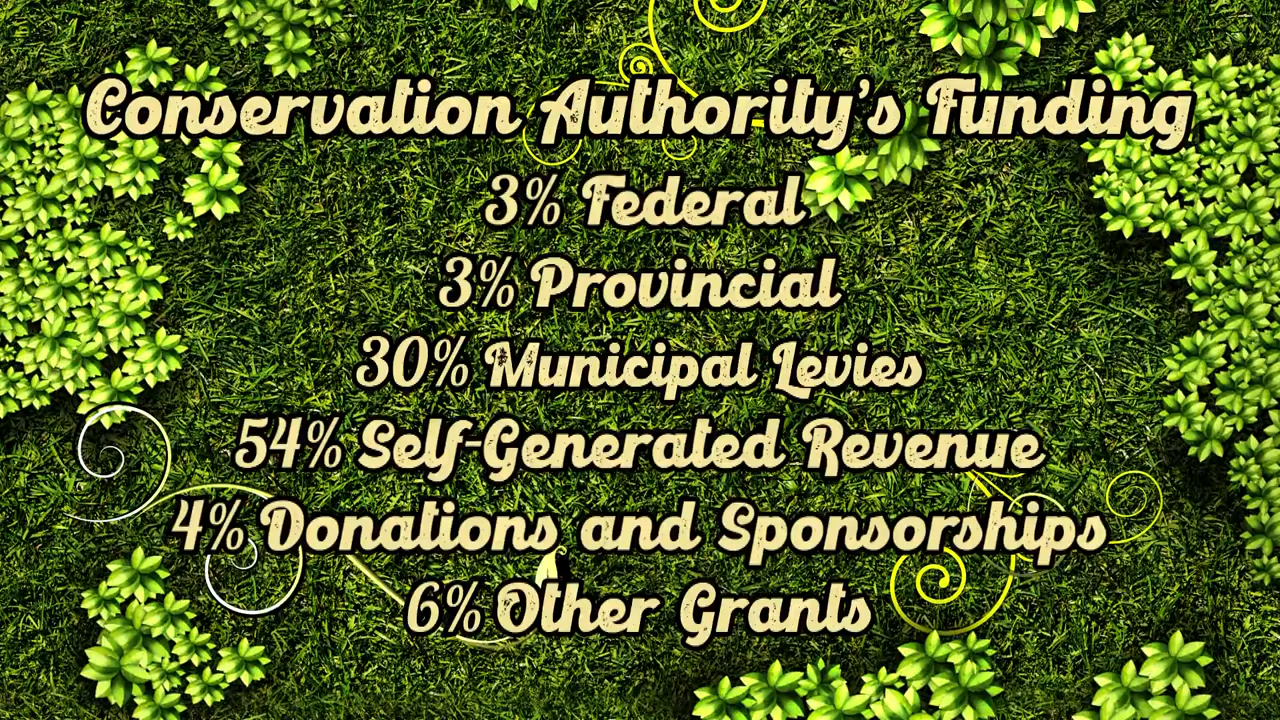 Conservation Authority's Funding
3% Federal
3% Provincial
30% Municipal Levies
54% Self-Generated Revenue
4% Donations and Sponsorships
6% Other Grants